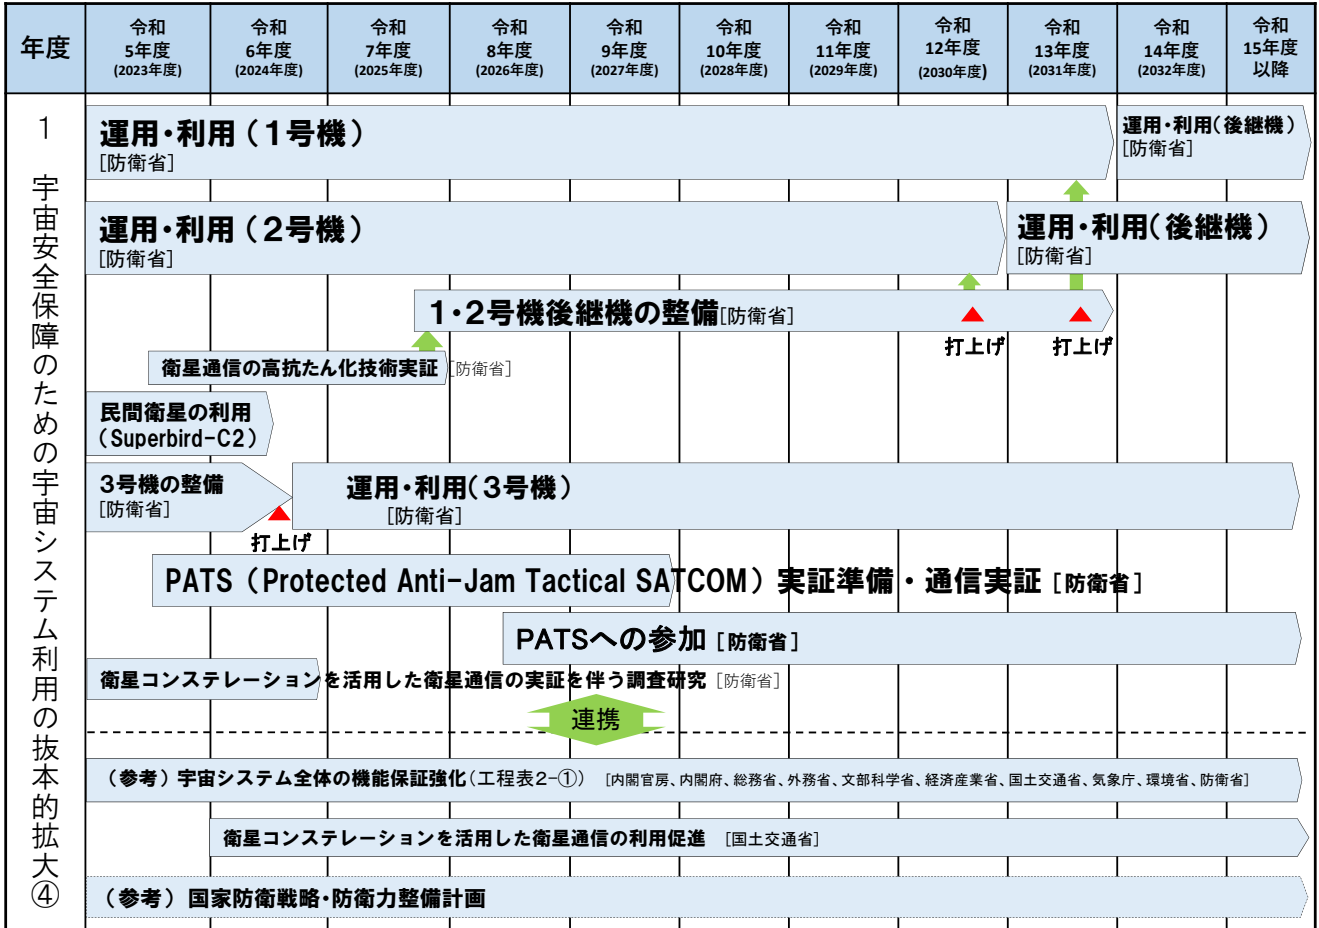 年度
令和
5年度
(2023年度)
令和
6年度
(2024年度)
令和
7年度
(2025年度)
令和
8年度
(2026年度)
令和
9年度
(2027年度)
令和
10年度
(2028年度)
令和
11年度
(2029年度)
令和
12年度
(2030年度)
令和
13年度
(2031年度)
令和
14年度
(2032年度)
令和
15年度
以降
1 宇宙安全保障のための宇宙システム利用の抜本的拡大④
運用・利用（1号機）
[防衛省]
運用・利用（後継機）
[防衛省]
運用・利用（2号機）
[防衛省]
運用・利用（後継機）
[防衛省]
1・2号機後継機の整備[防衛省]
打上げ
打上げ
衛星通信の高抗たん化技術実証 [防衛省]
民間衛星の利用
（Superbird-C2）
3号機の整備
[防衛省]
打上げ
運用・利用（3号機）
[防衛省]
PATS（Protected Anti-Jam Tactical SATCOM）実証準備・通信実証 [防衛省]
PATSへの参加 [防衛省]
衛星コンステレーションを活用した衛星通信の実証を伴う調査研究 [防衛省]
連携
（参考）宇宙システム全体の機能保証強化(工程表2-①) [内閣官房、内閣府、総務省、外務省、文部科学省、経済産業省、国土交通省、気象庁、環境省、防衛省]
衛星コンステレーションを活用した衛星通信の利用促進 [国土交通省]
（参考）国家防衛戦略・防衛力整備計画